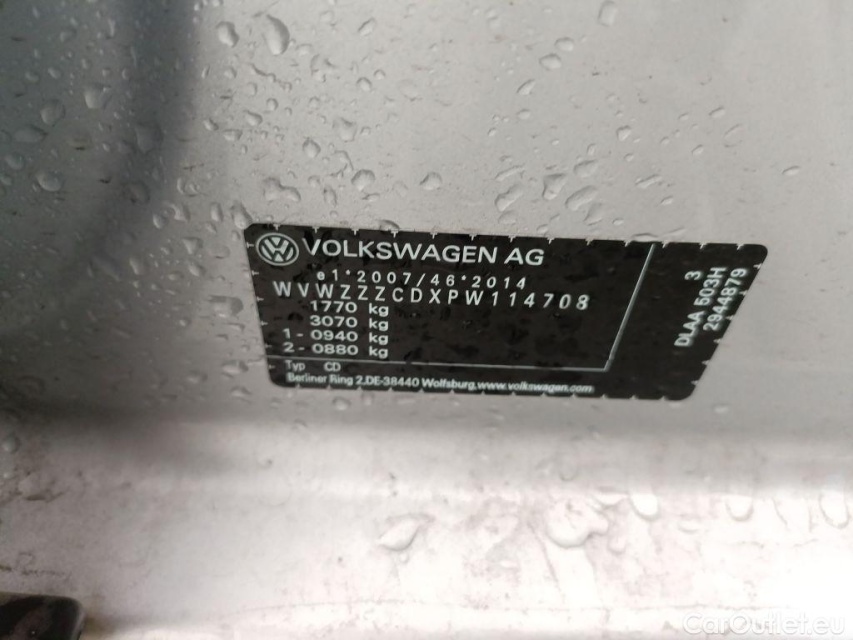 VOLKSWAGEN AG
e1*2007/46*2014
WVWZZZCDXPW114708
1770 kg
3070 kg
1- 0940 kg
2- 0880 kg
Typ CD
Berliner Ring 2,DE-38440 Wolfsburg,www.volkswagen.com
3
DLAA 503H
2944879
CarOutlet.eu